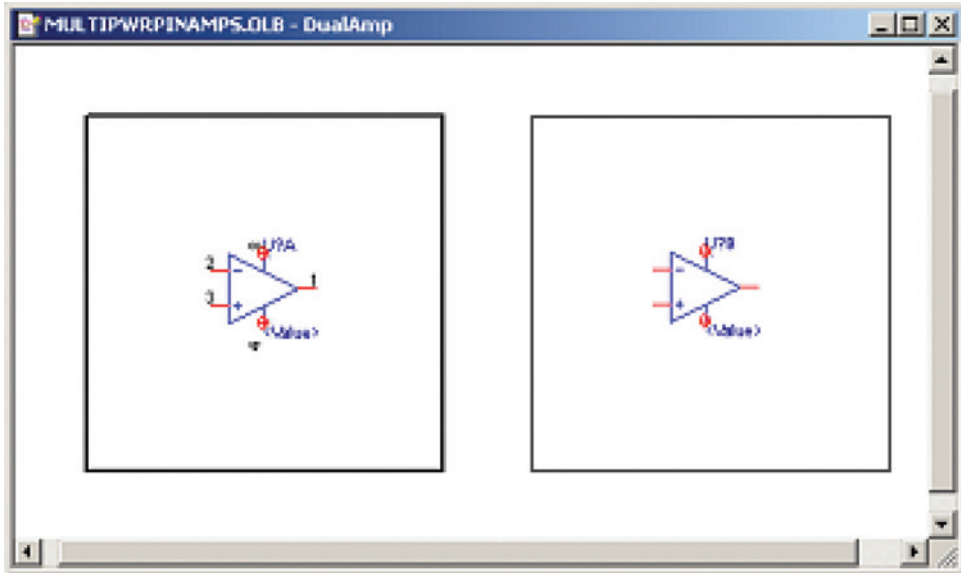 MULTIPWRPINAMPS.OLB - DualAmp
U?A
2
1
3
<Value>
U?B
<Value>